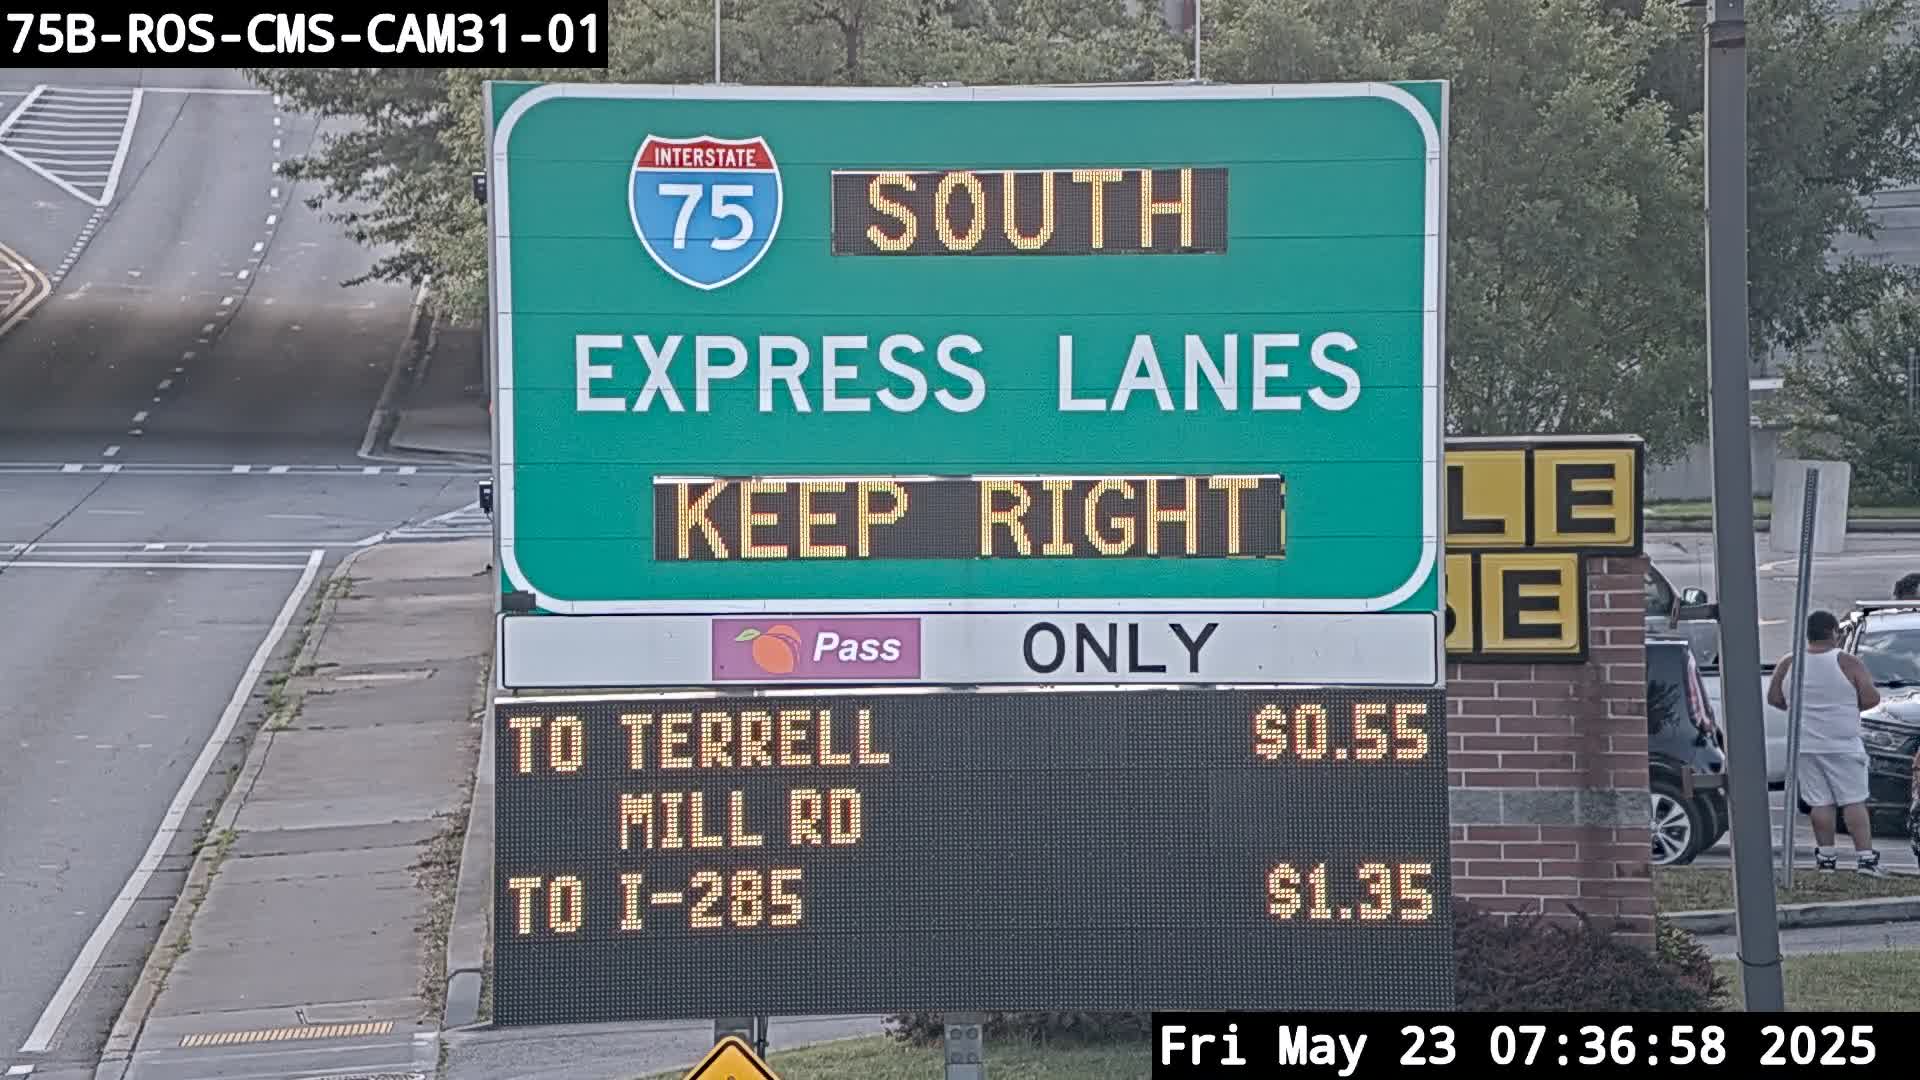 75B-ROS-CMS-CAM31-01
INTERSTATE
75
SOUTH
EXPRESS LANES
KEEP RIGHT
Pass ONLY
TO TERRELL $0.55
MILL RD
TO I-285 $1.35
LE
E
Fri May 23 07:36:58 2025